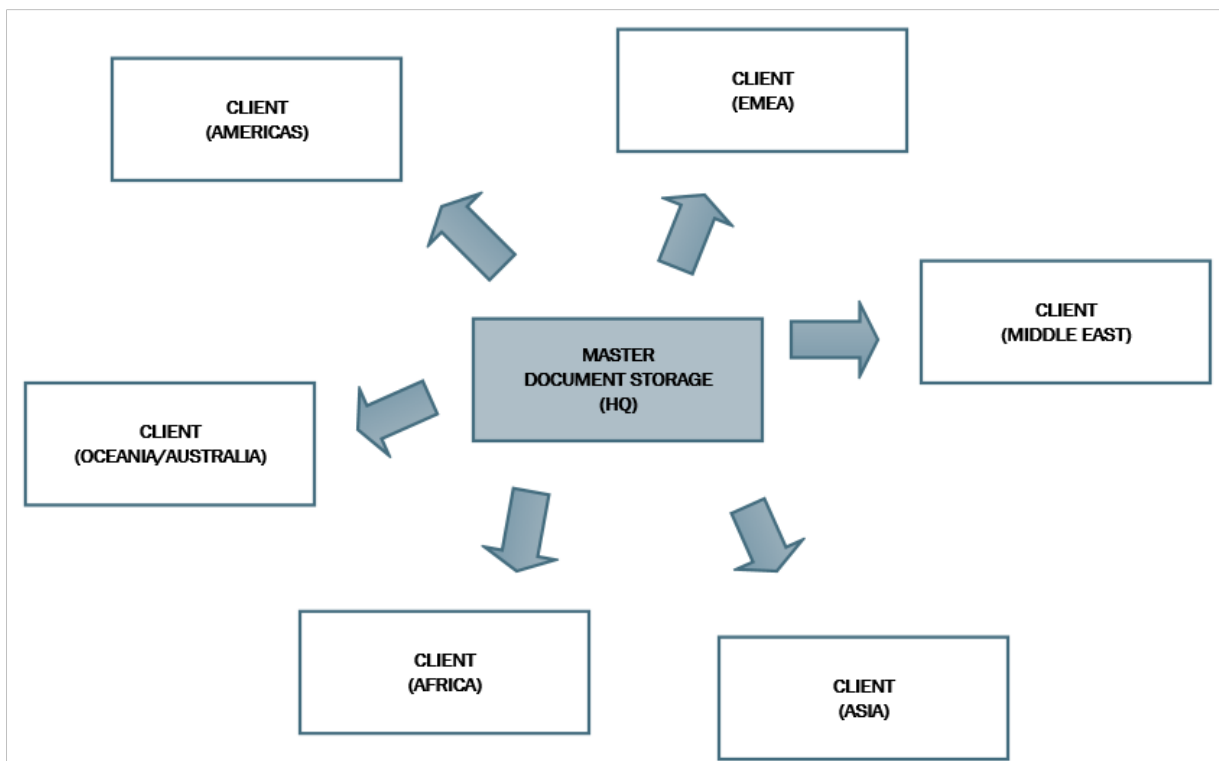 CLIENT
(AMERICAS)
CLIENT
(EMEA)
CLIENT
(MIDDLE EAST)
MASTER
DOCUMENT STORAGE
(HQ)
CLIENT
(OCEANIA/AUSTRALIA)
CLIENT
(AFRICA)
CLIENT
(ASIA)